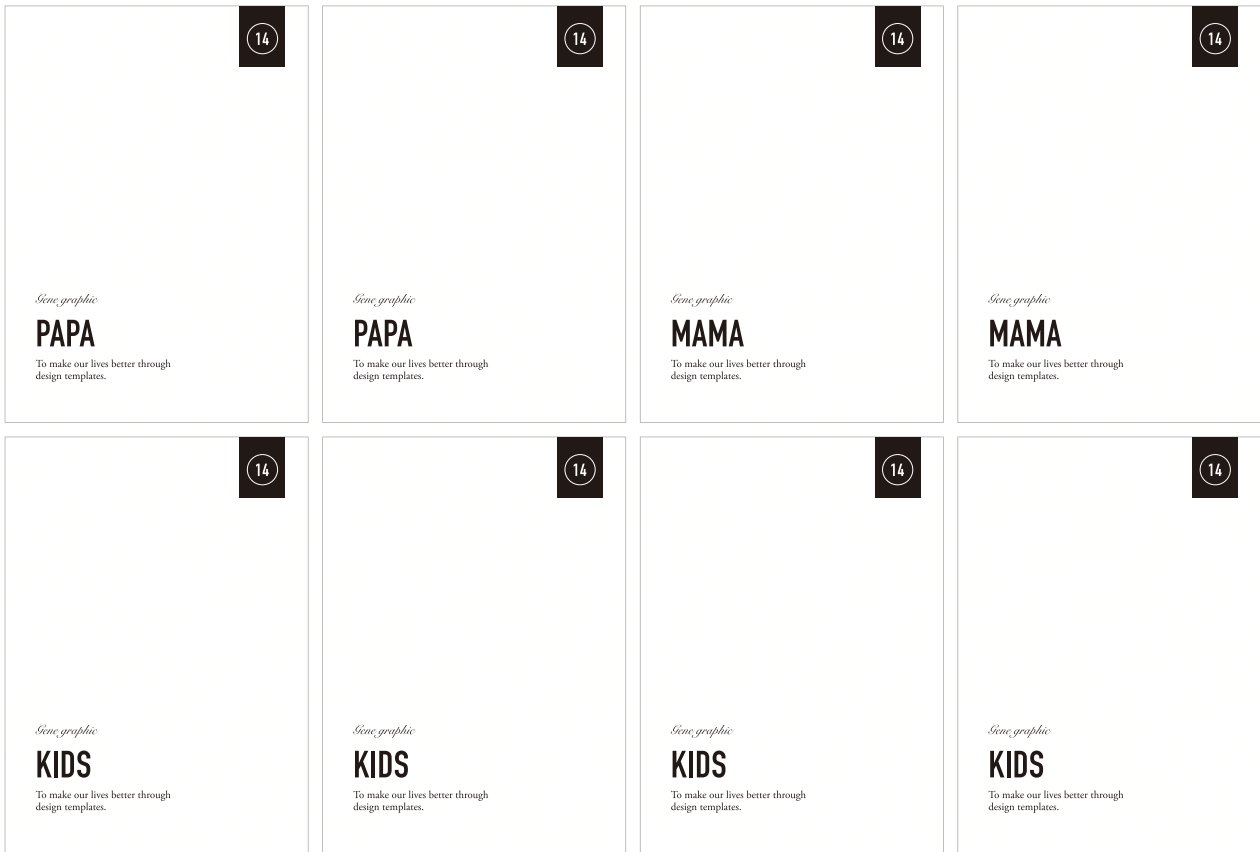 14
Gene graphic
PAPA
To make our lives better through
design templates.
14
Gene graphic
PAPA
To make our lives better through
design templates.
14
Gene graphic
MAMA
To make our lives better through
design templates.
14
Gene graphic
MAMA
To make our lives better through
design templates.
14
Gene graphic
KIDS
To make our lives better through
design templates.
14
Gene graphic
KIDS
To make our lives better through
design templates.
14
Gene graphic
KIDS
To make our lives better through
design templates.
14
Gene graphic
KIDS
To make our lives better through
design templates.